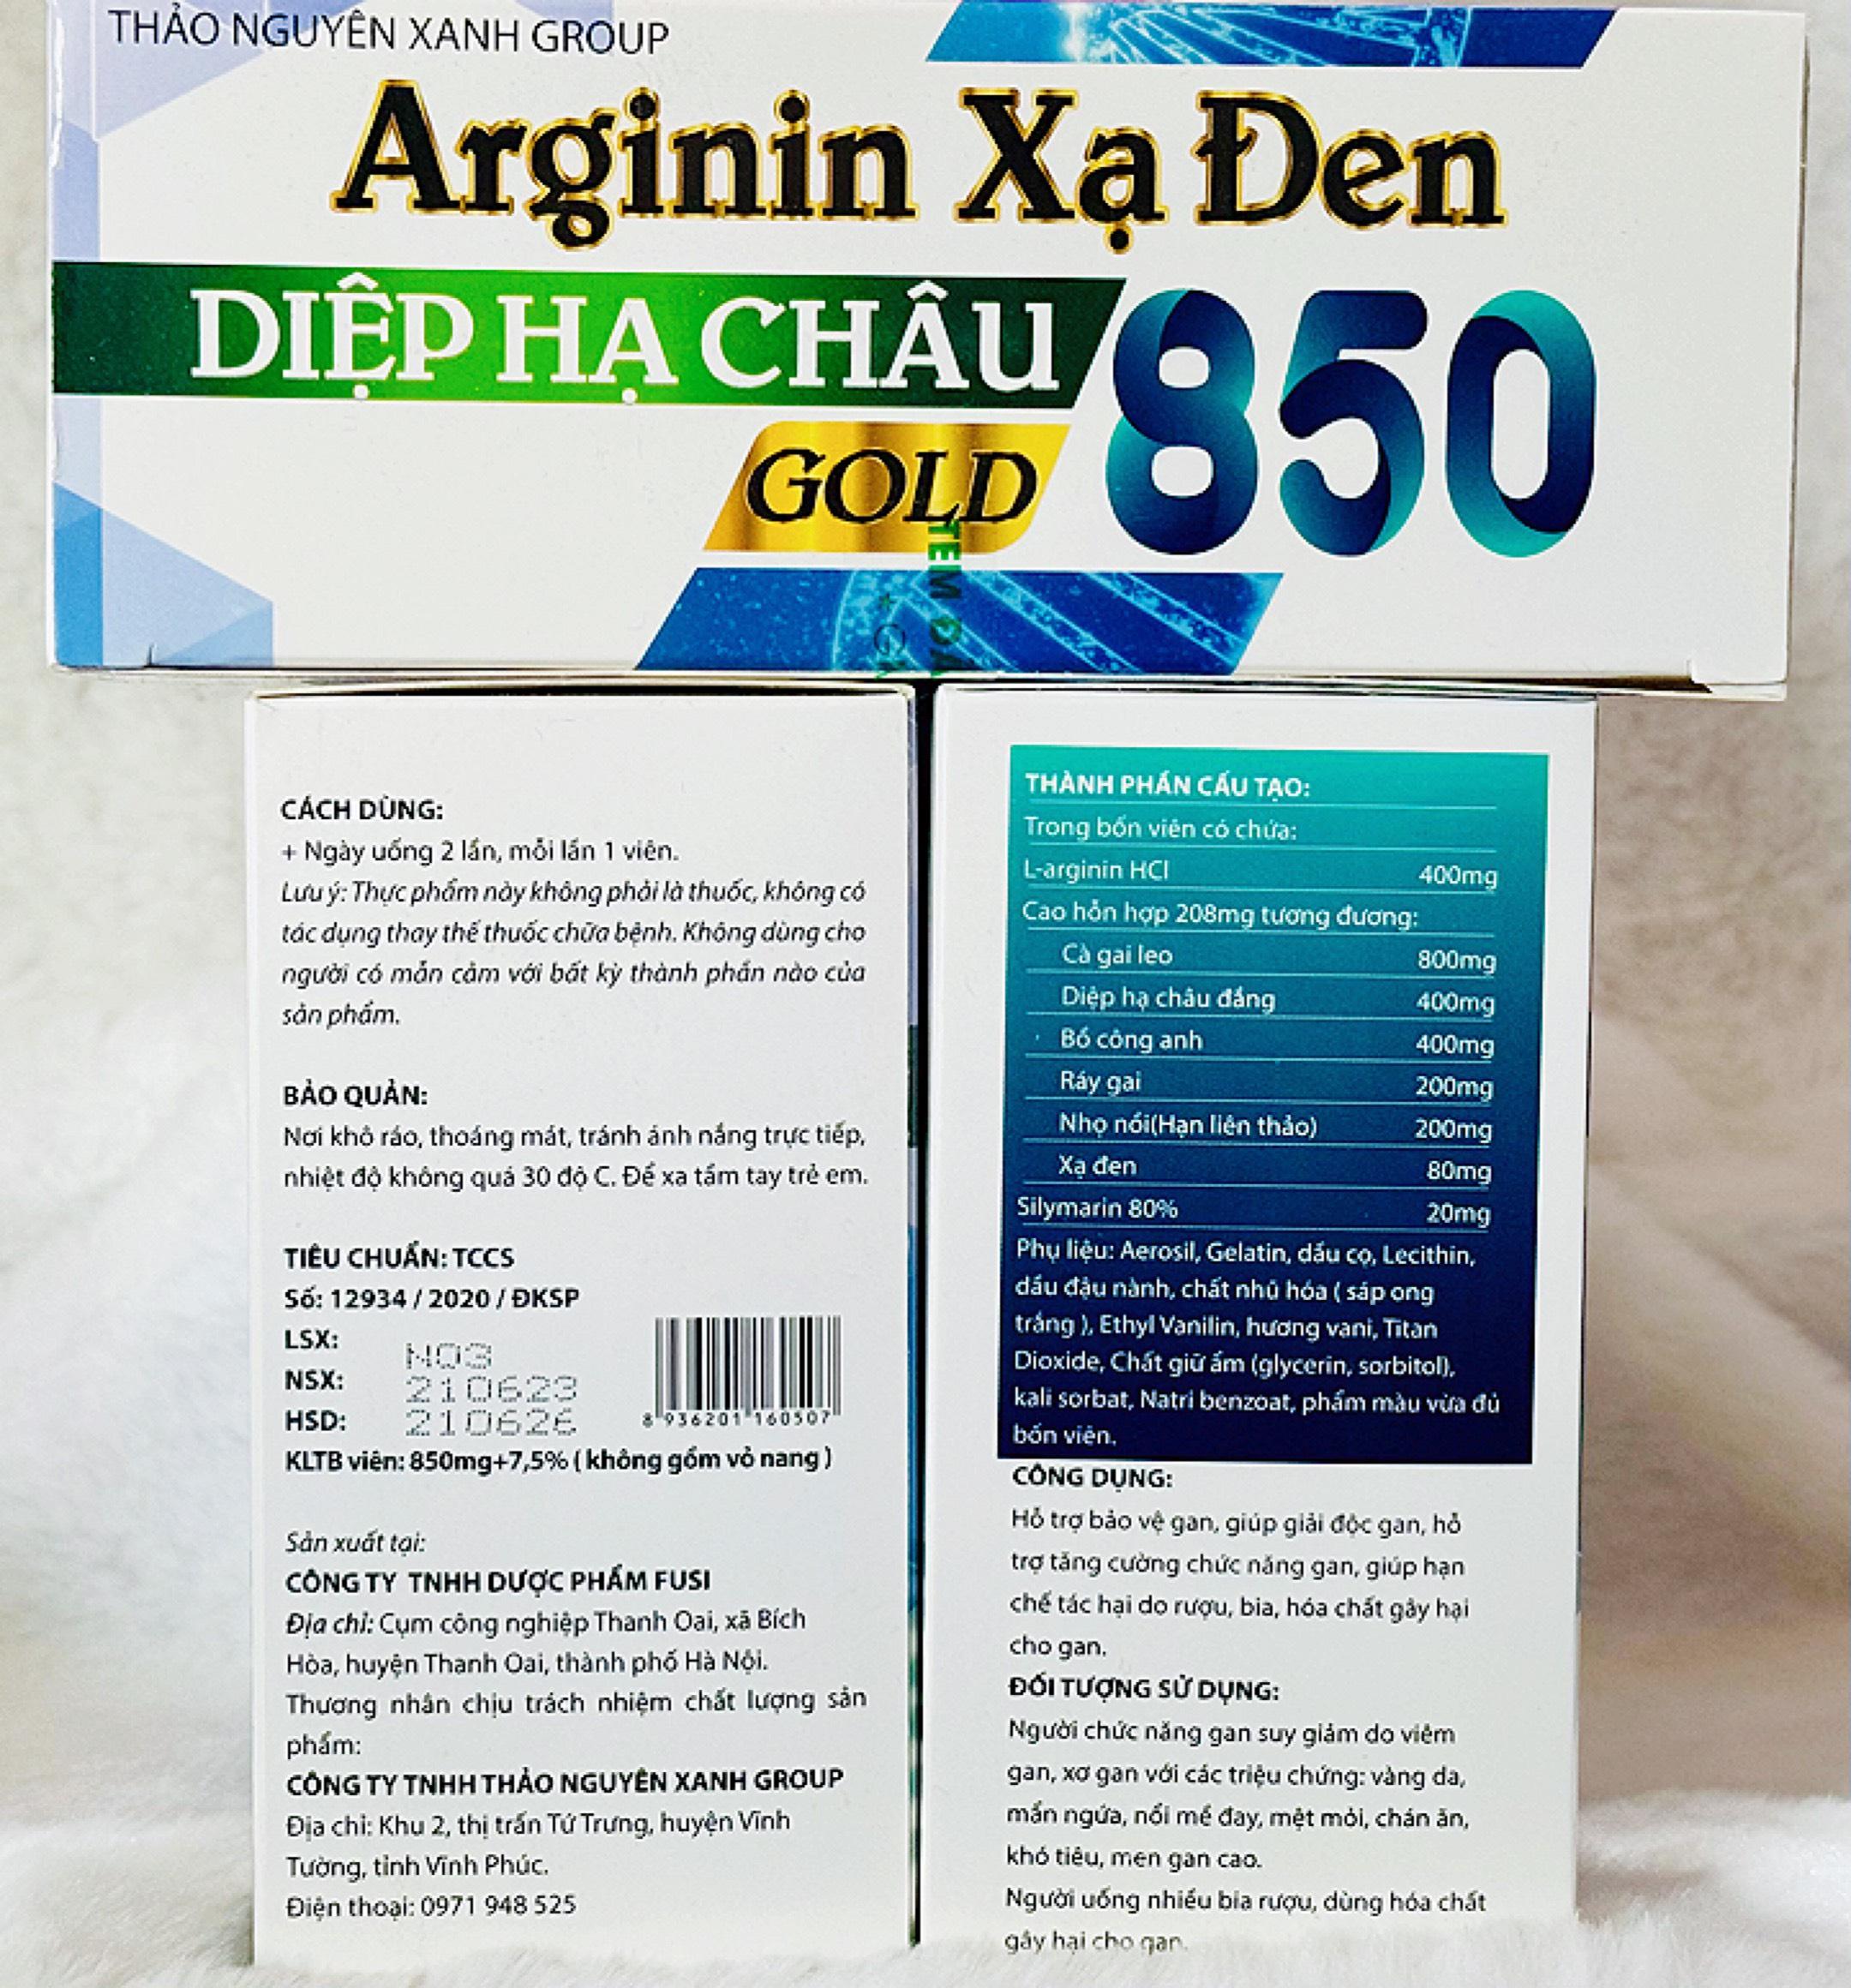 THẢO NGUYÊN XANH GROUP
Arginin Xạ Đen
DIỆP HẠ CHÂU 850
GOLD
TEM
CÁCH DÙNG:
+ Ngày uống 2 lần, mỗi lần 1 viên.
Lưu ý: Thực phẩm này không phải là thuốc, không có
tác dụng thay thế thuốc chữa bệnh. Không dùng cho
người có mẫn cảm với bất kỳ thành phần nào của
sản phẩm.
BẢO QUẢN:
Nơi khô ráo, thoáng mát, tránh ánh nắng trực tiếp,
nhiệt độ không quá 30 độ C. Để xa tầm tay trẻ em.
TIÊU CHUẨN: TCCS
Số: 12934 / 2020 / ĐKSP
LSX: N03
NSX: 210623
HSD: 210626
8 936201 160507
KLTB viên: 850mg+7,5% ( không gồm vỏ nang )
Sản xuất tại:
CÔNG TY TNHH DƯỢC PHẨM FUSI
Địa chỉ: Cụm công nghiệp Thanh Oai, xã Bích
Hòa, huyện Thanh Oai, thành phố Hà Nội.
Thương nhân chịu trách nhiệm chất lượng sản
phẩm:
CÔNG TY TNHH THẢO NGUYÊN XANH GROUP
Địa chỉ: Khu 2, thị trấn Tứ Trưng, huyện Vĩnh
Tường, tỉnh Vĩnh Phúc.
Điện thoại: 0971 948 525
THÀNH PHẦN CẤU TẠO:
Trong bốn viên có chứa:
L-arginin HCl 400mg
Cao hỗn hợp 208mg tương đương:
Cà gai leo 800mg
Diệp hạ châu đắng 400mg
Bồ công anh 400mg
Ráy gai 200mg
Nhọ nồi(Hạn liên thảo) 200mg
Xạ đen 80mg
Silymarin 80% 20mg
Phụ liệu: Aerosil, Gelatin, dầu cọ, Lecithin,
dầu đậu nành, chất nhũ hóa ( sáp ong
trắng ), Ethyl Vanilin, hương vani, Titan
Dioxide, Chất giữ ẩm (glycerin, sorbitol),
kali sorbat, Natri benzoat, phẩm màu vừa đủ
bốn viên.
CÔNG DỤNG:
Hỗ trợ bảo vệ gan, giúp giải độc gan, hỗ
trợ tăng cường chức năng gan, giúp hạn
chế tác hại do rượu, bia, hóa chất gây hại
cho gan.
ĐỐI TƯỢNG SỬ DỤNG:
Người chức năng gan suy giảm do viêm
gan, xơ gan với các triệu chứng: vàng da,
mẩn ngứa, nổi mề đay, mệt mỏi, chán ăn,
khó tiêu, men gan cao.
Người uống nhiều bia rượu, dùng hóa chất
gây hại cho gan.